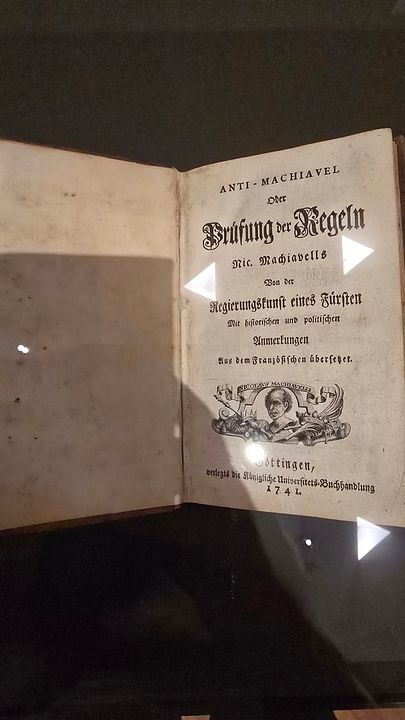 ANTI-MACHIAVEL
Oder
Prüfung der Regeln
Nic. Machiavells
Von der
Regierungskunst eines Fürsten
Mit historischen und politischen
Anmerkungen
Aus dem Französischen übersetzet.
NICOLAVS MACHIAVELLI
Göttingen,
verlegts die Königliche Universitets-Buchhandlung
1741.